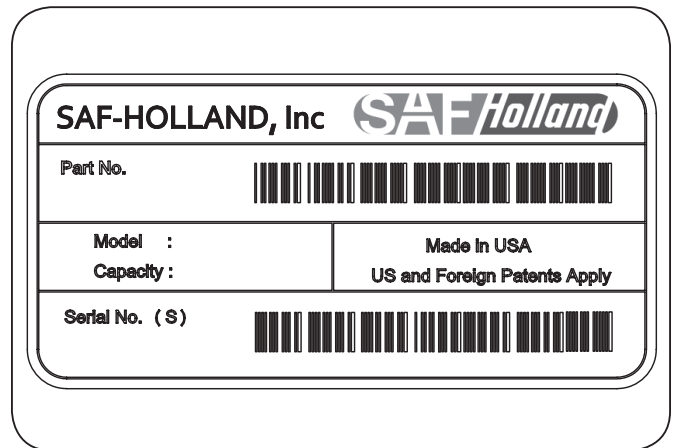 SAF-HOLLAND, Inc SAF Holland
Part No.
Model :
Capacity :
Made in USA
US and Foreign Patents Apply
Serial No. ( S )